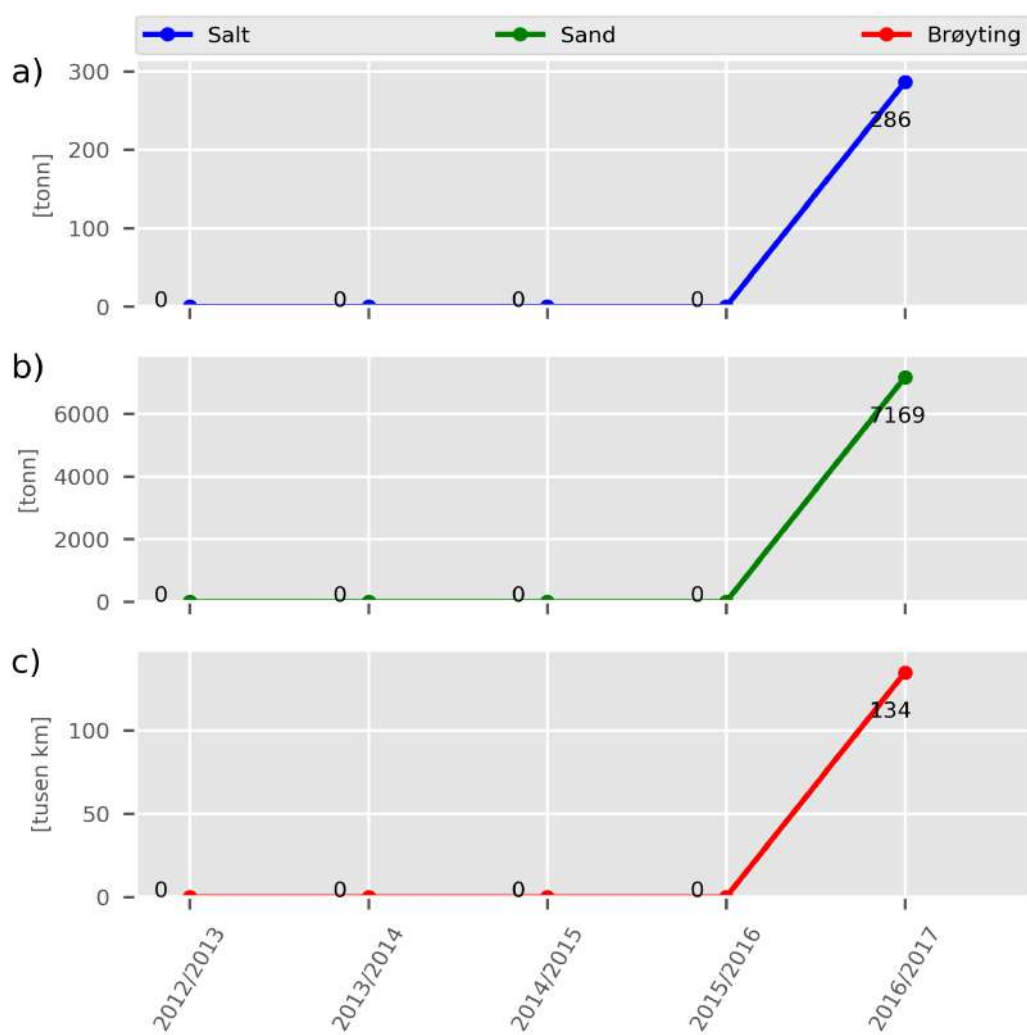 Salt Sand Brøyting
a)
300
200
100
0
[tonn]
0 0 0 0 286
b)
6000
4000
2000
0
[tonn]
0 0 0 0 7169
c)
100
50
0
[tusen km]
0 0 0 0 134
2012/2013 2013/2014 2014/2015 2015/2016 2016/2017